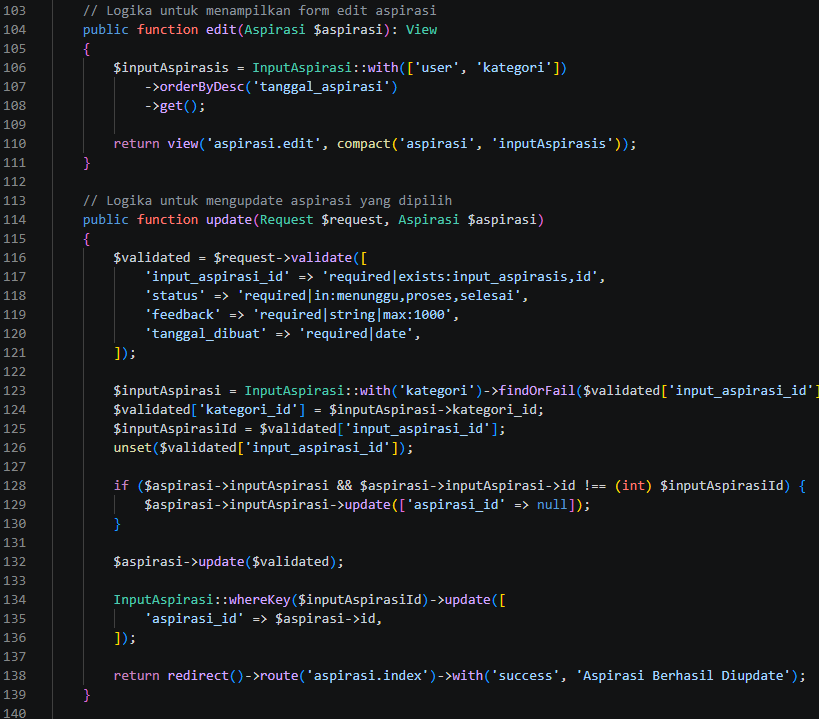 103 // Logika untuk menampilkan form edit aspirasi
104 public function edit(Aspirasi $aspirasi): View
105 {
106 $inputAspirasis = InputAspirasi::with(['user', 'kategori'])
107 ->orderByDesc('tanggal_aspirasi')
108 ->get();
109
110 return view('aspirasi.edit', compact('aspirasi', 'inputAspirasis'));
111 }
112
113 // Logika untuk mengupdate aspirasi yang dipilih
114 public function update(Request $request, Aspirasi $aspirasi)
115 {
116 $validated = $request->validate([
117 'input_aspirasi_id' => 'required|exists:input_aspirasis,id',
118 'status' => 'required|in:menunggu,proses,selesai',
119 'feedback' => 'required|string|max:1000',
120 'tanggal_dibuat' => 'required|date',
121 ]);
122
123 $inputAspirasi = InputAspirasi::with('kategori')->findOrFail($validated['input_aspirasi_id']
124 $validated['kategori_id'] = $inputAspirasi->kategori_id;
125 $inputAspirasiId = $validated['input_aspirasi_id'];
126 unset($validated['input_aspirasi_id']);
127
128 if ($aspirasi->inputAspirasi && $aspirasi->inputAspirasi->id !== (int) $inputAspirasiId) {
129 $aspirasi->inputAspirasi->update(['aspirasi_id' => null]);
130 }
131
132 $aspirasi->update($validated);
133
134 InputAspirasi::whereKey($inputAspirasiId)->update([
135 'aspirasi_id' => $aspirasi->id,
136 ]);
137
138 return redirect()->route('aspirasi.index')->with('success', 'Aspirasi Berhasil Diupdate');
139 }
140